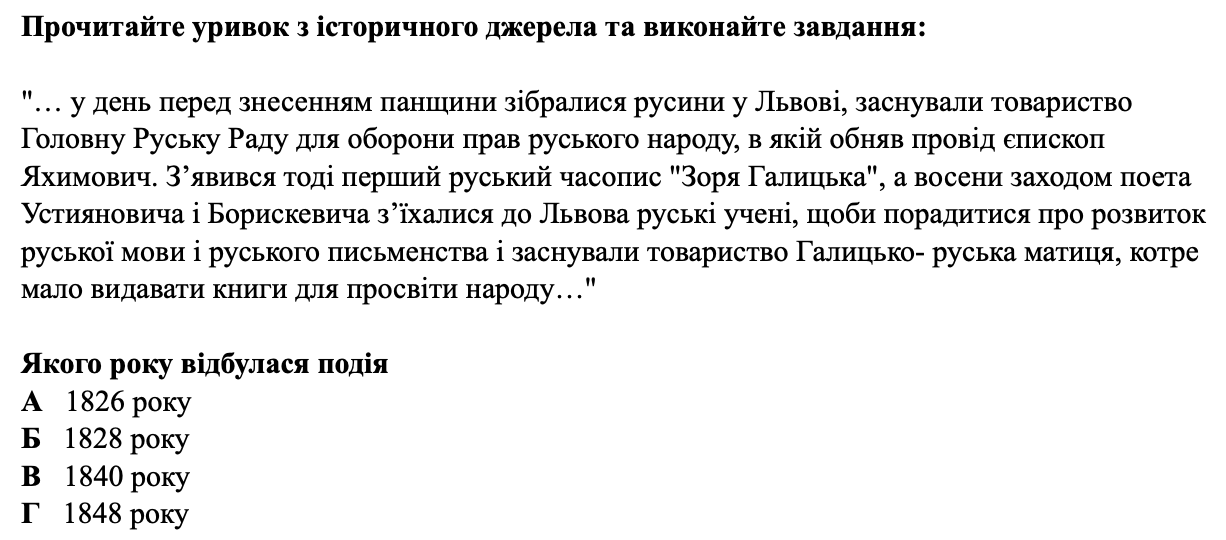 Прочитайте уривок з історичного джерела та виконайте завдання:
"… у день перед знесенням панщини зібралися русини у Львові, заснували товариство
Головну Руську Раду для оборони прав руського народу, в якій обняв провід єпископ
Яхимович. З’явився тоді перший руський часопис "Зоря Галицька", а восени заходом поета
Устияновича і Борискевича з’їхалися до Львова руські учені, щоби порадитися про розвиток
руської мови і руського письменства і заснували товариство Галицько- руська матиця, котре
мало видавати книги для просвіти народу…"
Якого року відбулася подія
А 1826 року
Б 1828 року
В 1840 року
Г 1848 року